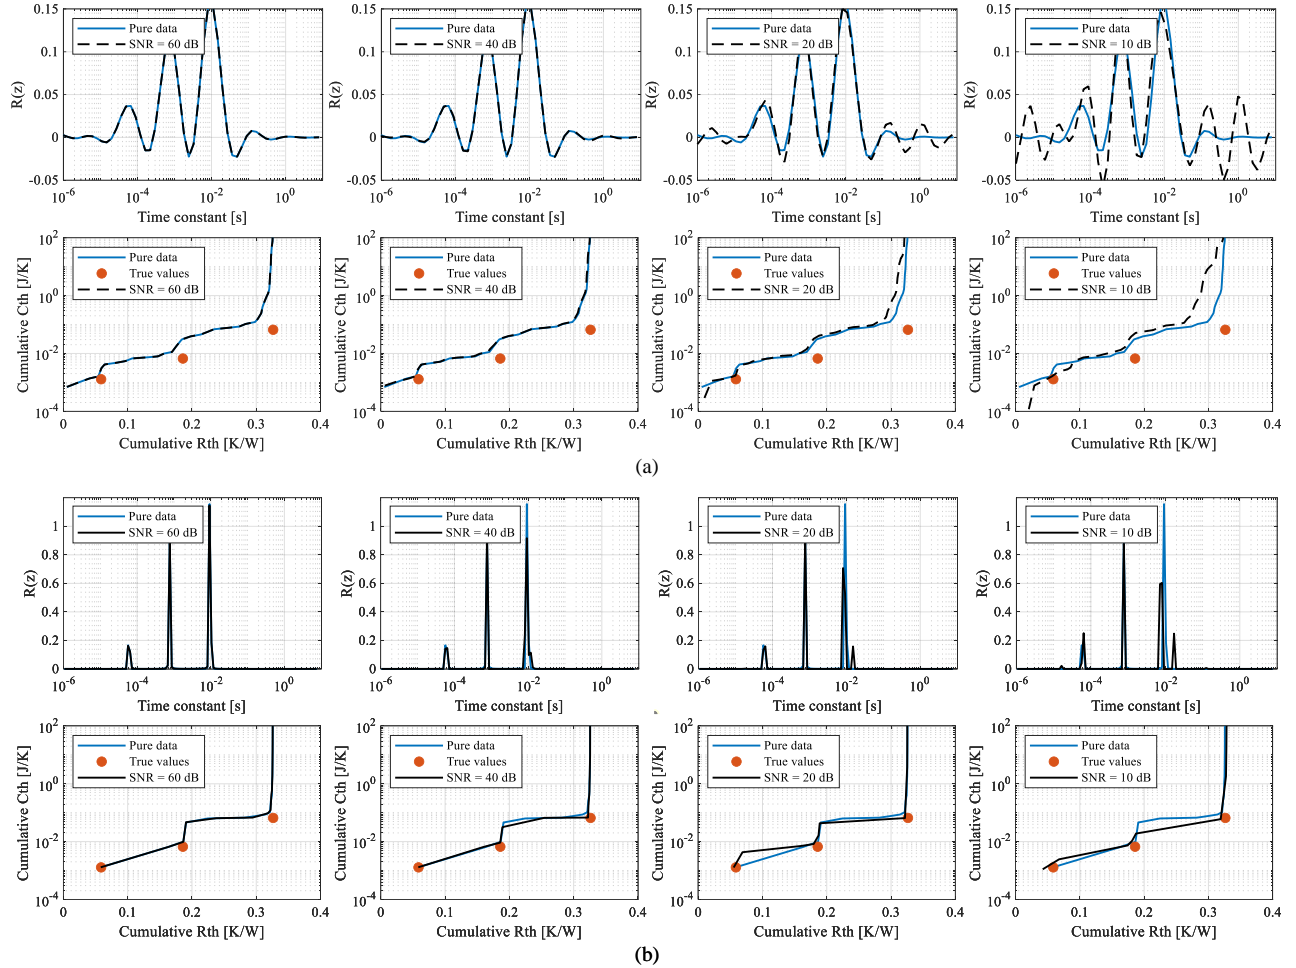 Pure data
SNR = 60 dB
0.15
0.1
0.05
0
-0.05
R(z)
10-6
10-4
10-2
100
Time constant [s]
Pure data
SNR = 40 dB
0.15
0.1
0.05
0
-0.05
R(z)
10-6
10-4
10-2
100
Time constant [s]
Pure data
SNR = 20 dB
0.15
0.1
0.05
0
-0.05
R(z)
10-6
10-4
10-2
100
Time constant [s]
Pure data
SNR = 10 dB
0.15
0.1
0.05
0
-0.05
R(z)
10-6
10-4
10-2
100
Time constant [s]
Pure data
True values
SNR = 60 dB
102
100
10-2
10-4
Cumulative Cth [J/K]
0
0.1
0.2
0.3
0.4
Cumulative Rth [K/W]
Pure data
True values
SNR = 40 dB
102
100
10-2
10-4
Cumulative Cth [J/K]
0
0.1
0.2
0.3
0.4
Cumulative Rth [K/W]
Pure data
True values
SNR = 20 dB
102
100
10-2
10-4
Cumulative Cth [J/K]
0
0.1
0.2
0.3
0.4
Cumulative Rth [K/W]
Pure data
True values
SNR = 10 dB
102
100
10-2
10-4
Cumulative Cth [J/K]
0
0.1
0.2
0.3
0.4
Cumulative Rth [K/W]
(a)
Pure data
SNR = 60 dB
1
0.8
0.6
0.4
0.2
0
R(z)
10-6
10-4
10-2
100
Time constant [s]
Pure data
SNR = 40 dB
1
0.8
0.6
0.4
0.2
0
R(z)
10-6
10-4
10-2
100
Time constant [s]
Pure data
SNR = 20 dB
1
0.8
0.6
0.4
0.2
0
R(z)
10-6
10-4
10-2
100
Time constant [s]
Pure data
SNR = 10 dB
1
0.8
0.6
0.4
0.2
0
R(z)
10-6
10-4
10-2
100
Time constant [s]
Pure data
True values
SNR = 60 dB
102
100
10-2
10-4
Cumulative Cth [J/K]
0
0.1
0.2
0.3
0.4
Cumulative Rth [K/W]
Pure data
True values
SNR = 40 dB
102
100
10-2
10-4
Cumulative Cth [J/K]
0
0.1
0.2
0.3
0.4
Cumulative Rth [K/W]
Pure data
True values
SNR = 20 dB
102
100
10-2
10-4
Cumulative Cth [J/K]
0
0.1
0.2
0.3
0.4
Cumulative Rth [K/W]
Pure data
True values
SNR = 10 dB
102
100
10-2
10-4
Cumulative Cth [J/K]
0
0.1
0.2
0.3
0.4
Cumulative Rth [K/W]
(b)